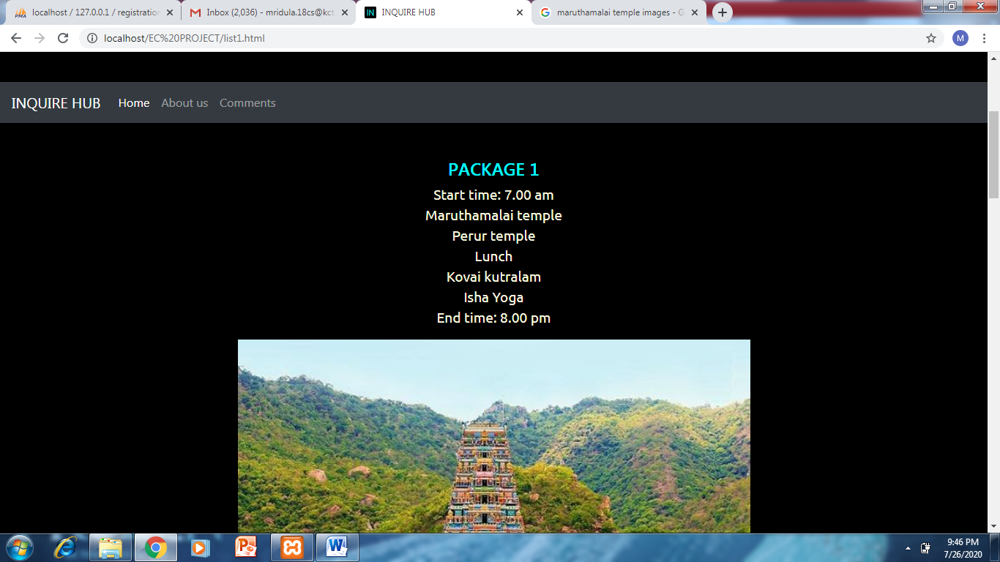 localhost / 127.0.0.1 / registration
Inbox (2,036) - mridula.18cs@kct.
INQUIRE HUB
maruthamalai temple images - G
localhost/EC%20PROJECT/list1.html
M
INQUIRE HUB Home About us Comments
PACKAGE 1
Start time: 7.00 am
Maruthamalai temple
Perur temple
Lunch
Kovai kutralam
Isha Yoga
End time: 8.00 pm
9:46 PM
7/26/2020